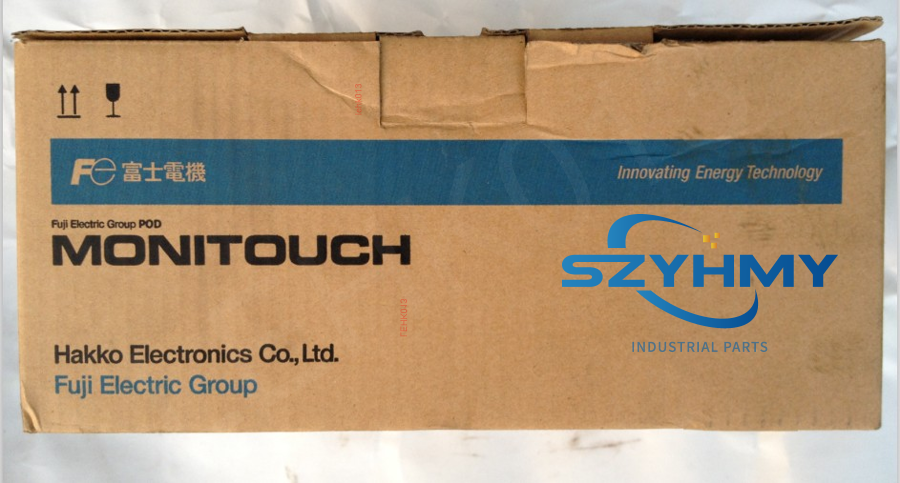 Fe 富士電機
Innovating Energy Technology
Fuji Electric Group POD
MONITOUCH
SZYHMY
INDUSTRIAL PARTS
Hakko Electronics Co., Ltd.
Fuji Electric Group